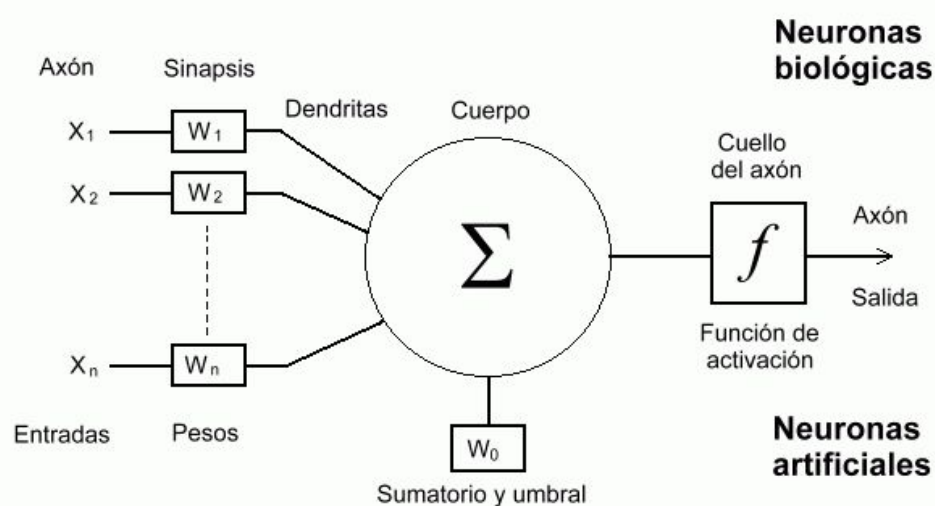 Neuronas
biológicas
Axón
Sinapsis
Dendritas
Cuerpo
Cuello
del axón
X1
W1
X2
W2
Σ
f
Axón
Salida
Xn
Wn
Función de
activación
Entradas
Pesos
W0
Sumatorio y umbral
Neuronas
artificiales